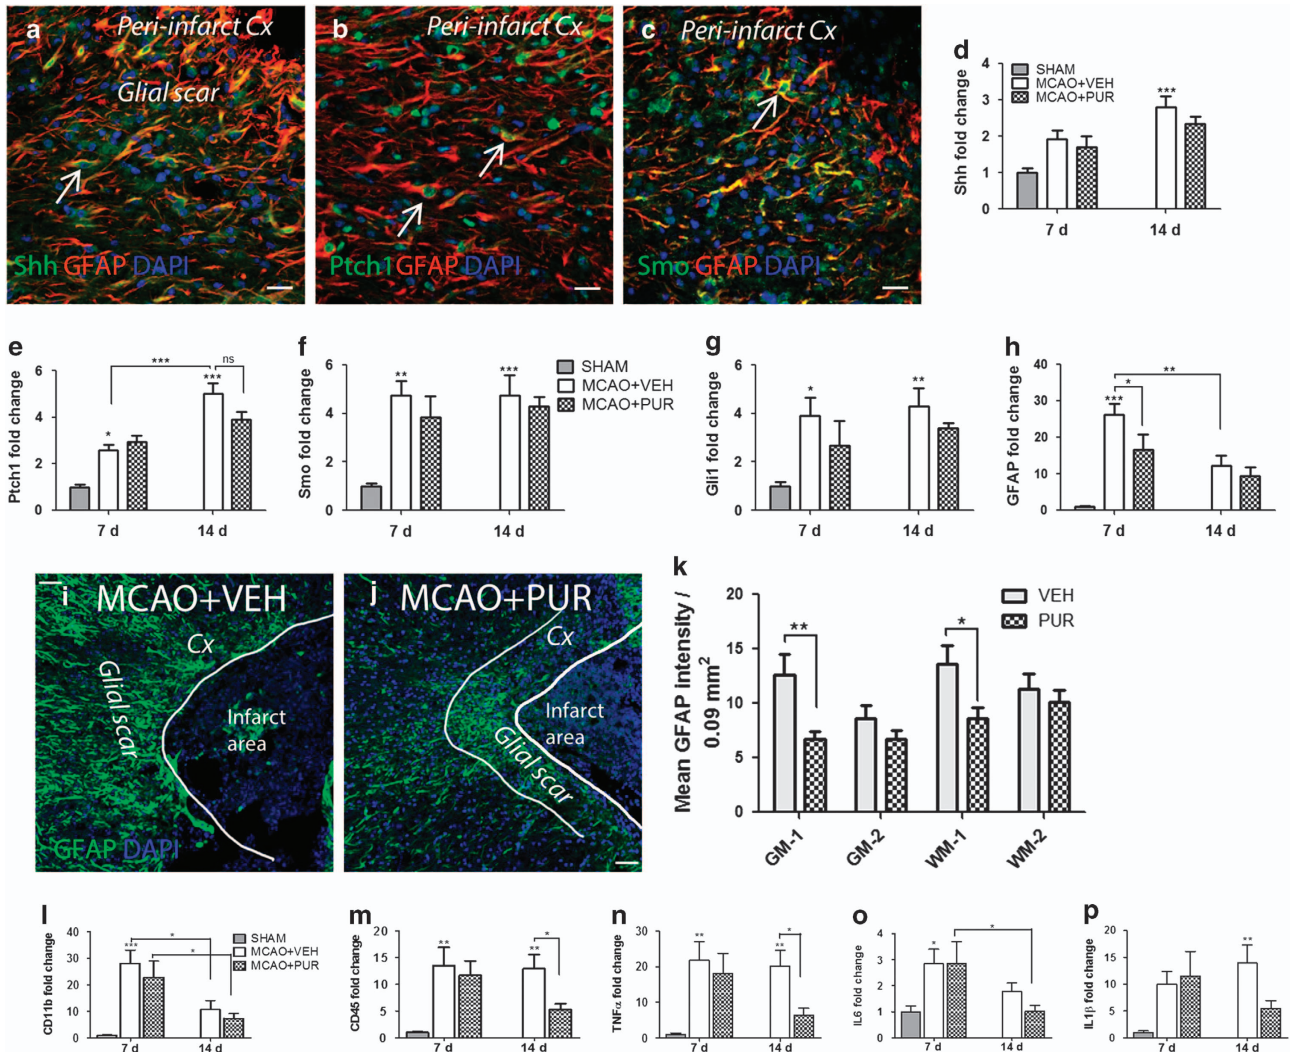 a Peri-infarct Cx
Glial scar
Shh GFAP DAPI
b Peri-infarct Cx
Ptch1 GFAP DAPI
c Peri-infarct Cx
Smo GFAP DAPI
d
Shh fold change
4
3
2
1
0
SHAM
MCAO+VEH
MCAO+PUR
***
7 d 14 d
e
Ptch1 fold change
6
4
2
0
*** ns
***
*
7 d 14 d
f
Smo fold change
6
4
2
0
** ***
7 d 14 d
SHAM
MCAO+VEH
MCAO+PUR
g
Gli1 fold change
6
4
2
0
* **
7 d 14 d
h
GFAP fold change
40
30
20
10
0
**
*
***
7 d 14 d
i MCAO+VEH
Cx
Glial scar
Infarct
area
GFAP DAPI
j MCAO+PUR
Cx
Infarct
area
Glial scar
k
Mean GFAP intensity /
0.09 mm²
20
15
10
5
0
VEH
PUR
** *
GM-1 GM-2 WM-1 WM-2
l
CD11b fold change
40
30
20
10
0
SHAM
MCAO+VEH
MCAO+PUR
*** *
*
7 d 14 d
m
CD45 fold change
20
15
10
5
0
** ** *
7 d 14 d
n
TNFα fold change
30
20
10
0
** ** *
7 d 14 d
o
IL6 fold change
4
3
2
1
0
* *
7 d 14 d
p
IL1β fold change
20
15
10
5
0
**
7 d 14 d